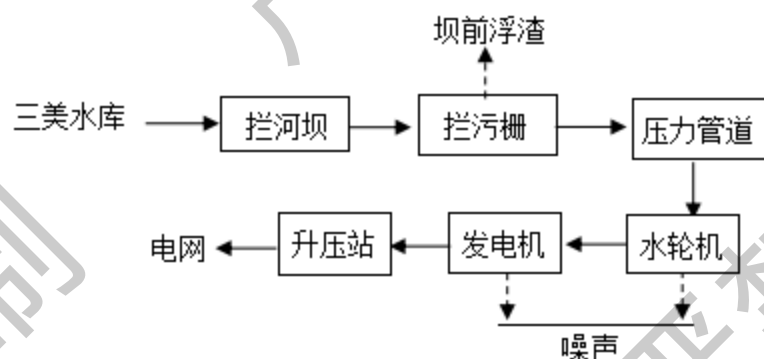 坝前浮渣
三美水库
拦河坝
拦污栅
压力管道
电网
升压站
发电机
水轮机
噪声